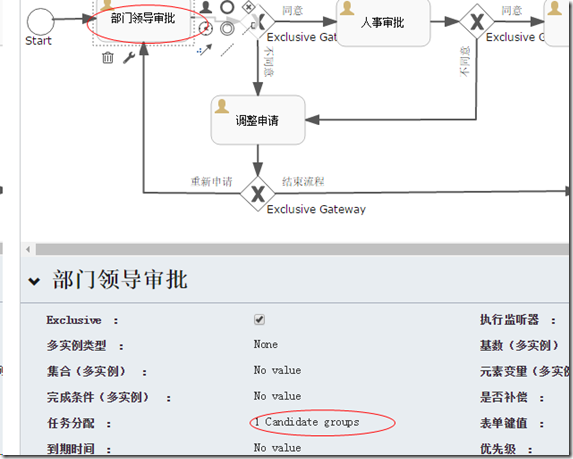 同意
同意
部门领导审批
人事审批
Start
Exclusive Gateway
Exclusive G
不同意
不同意
调整申请
重新申请
结束流程
Exclusive Gateway
部门领导审批
Exclusive ：
执行监听器 ：
多实例类型 ：
None
基数（多实例）
集合（多实例） ：
No value
元素变量（多实例
完成条件（多实例） ：
No value
是否补偿 ：
任务分配 ：
1 Candidate groups
表单键值 ：
到期时间 ：
No value
优先级 ：